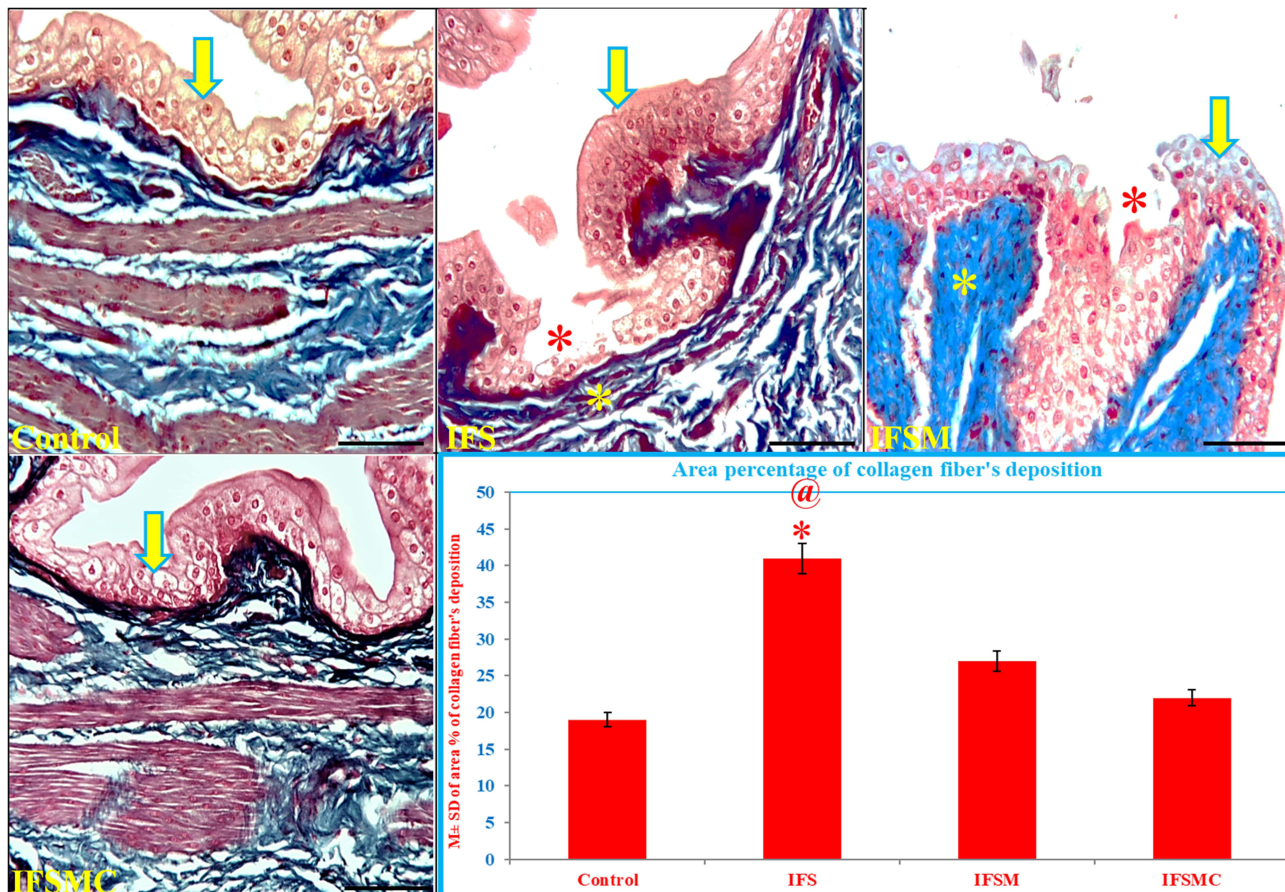 Control
*
IFS
*
*
IFSM
*
IFSMC
Area percentage of collagen fiber's deposition
M± SD of area % of collagen fiber's deposition
50
45
40
35
30
25
20
15
10
5
0
@
*
Control IFS IFSM IFSMC